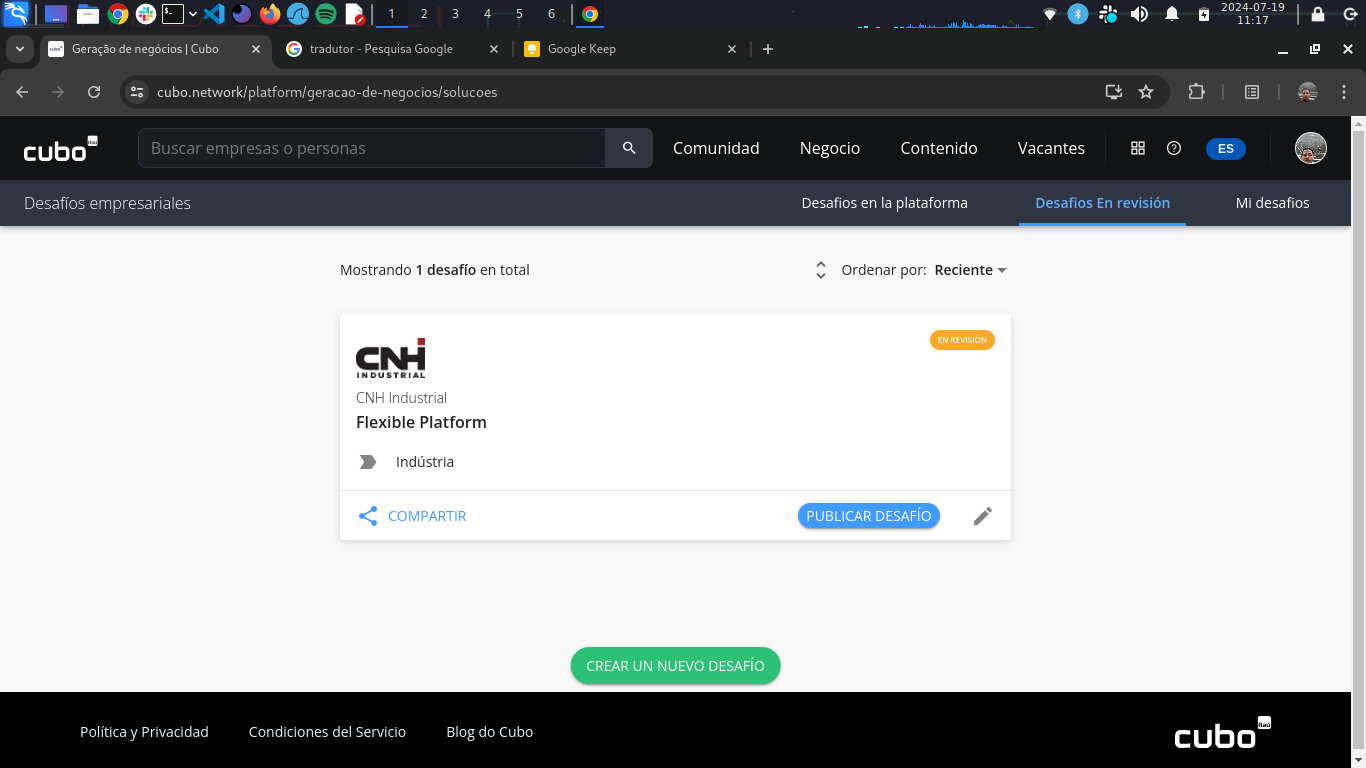 1 2 3 4 5 6
2024-07-19
11:17
Geração de negócios | Cubo
tradutor - Pesquisa Google
Google Keep
cubo.network/platform/geracao-de-negocios/solucoes
cubo Itaú
Buscar empresas o personas
Comunidad
Negocio
Contenido
Vacantes
ES
Desafíos empresariales
Desafios en la plataforma
Desafios En revisión
Mi desafios
Mostrando 1 desafío en total
Ordenar por: Reciente
CNH
INDUSTRIAL
EN REVISIÓN
CNH Industrial
Flexible Platform
Indústria
COMPARTIR
PUBLICAR DESAFÍO
CREAR UN NUEVO DESAFÍO
Política y Privacidad
Condiciones del Servicio
Blog do Cubo
cubo Itaú